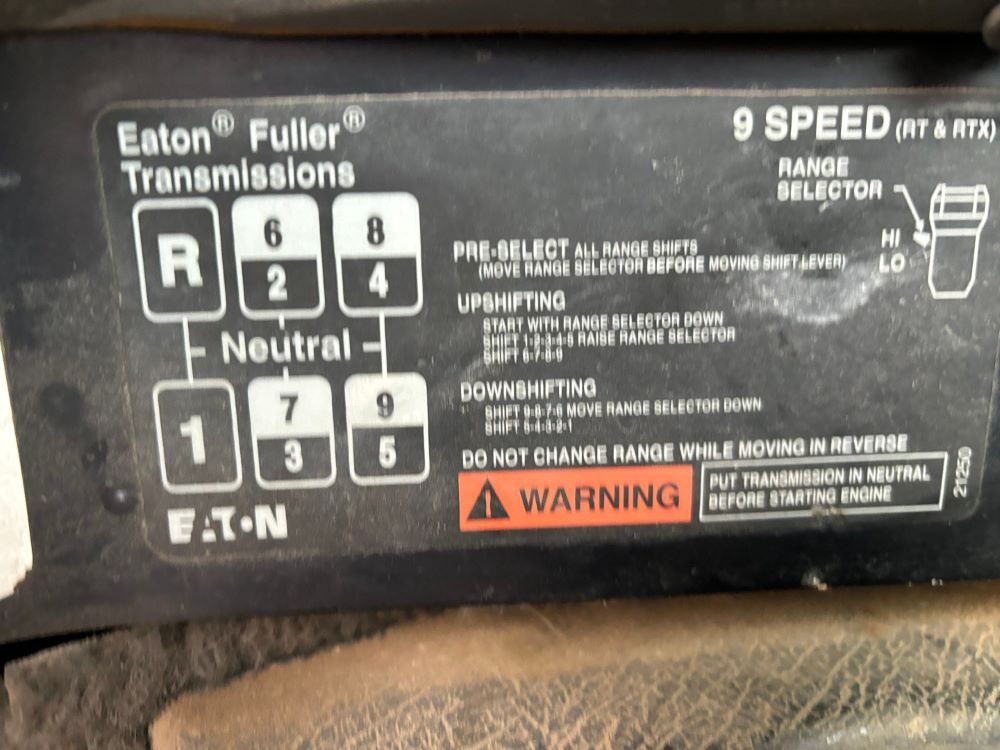 Eaton® Fuller®
Transmissions
9 SPEED (RT & RTX)
RANGE
SELECTOR
HI
LO
R
6
2
8
4
Neutral
1
7
3
9
5
PRE-SELECT ALL RANGE SHIFTS
(MOVE RANGE SELECTOR BEFORE MOVING SHIFT LEVER)
UPSHIFTING
START WITH RANGE SELECTOR DOWN
SHIFT 1-2-3-4-5 RAISE RANGE SELECTOR
SHIFT 6-7-8-9
DOWNSHIFTING
SHIFT 9-8-7-6 MOVE RANGE SELECTOR DOWN
SHIFT 5-4-3-2-1
DO NOT CHANGE RANGE WHILE MOVING IN REVERSE
WARNING
PUT TRANSMISSION IN NEUTRAL
BEFORE STARTING ENGINE
21250
EATON